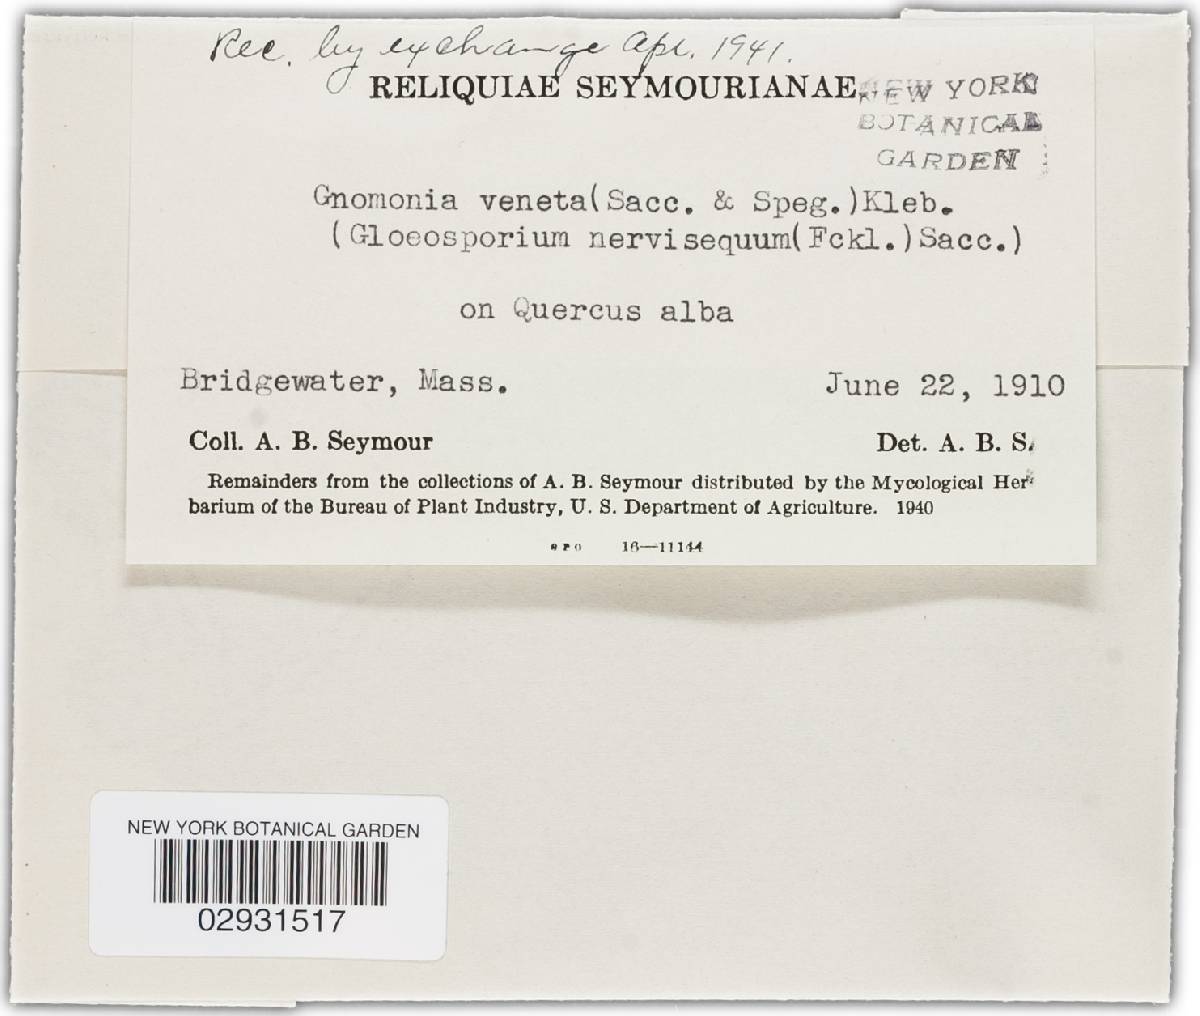 Rec. by exchange Apr. 1941.
RELIQUIAE SEYMOURIANAE
NEW YORK
BOTANICAL
GARDEN
Gnomonia veneta(Sacc. & Speg.)Kleb.
(Gloeosporium nervisequum(Fckl.)Sacc.)
on Quercus alba
Bridgewater, Mass. June 22, 1910
Coll. A. B. Seymour Det. A. B. S.
Remainders from the collections of A. B. Seymour distributed by the Mycological Her-
barium of the Bureau of Plant Industry, U. S. Department of Agriculture. 1940
GPO 16—11144
NEW YORK BOTANICAL GARDEN
02931517